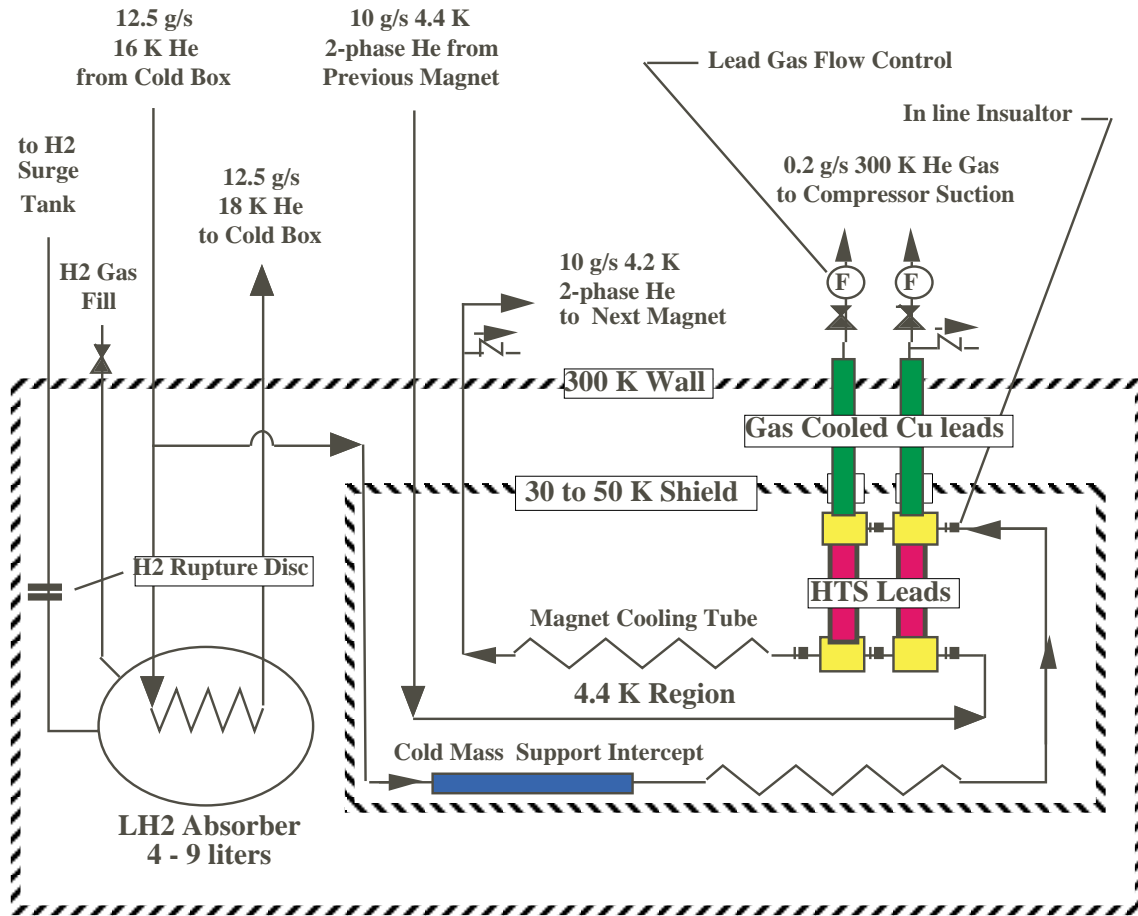 12.5 g/s
16 K He
from Cold Box
10 g/s 4.4 K
2-phase He from
Previous Magnet
Lead Gas Flow Control
In line Insualtor
to H2
Surge
Tank
12.5 g/s
18 K He
to Cold Box
0.2 g/s 300 K He Gas
to Compressor Suction
H2 Gas
Fill
10 g/s 4.2 K
2-phase He
to Next Magnet
F
F
300 K Wall
Gas Cooled Cu leads
30 to 50 K Shield
H2 Rupture Disc
HTS Leads
Magnet Cooling Tube
4.4 K Region
Cold Mass Support Intercept
LH2 Absorber
4 - 9 liters